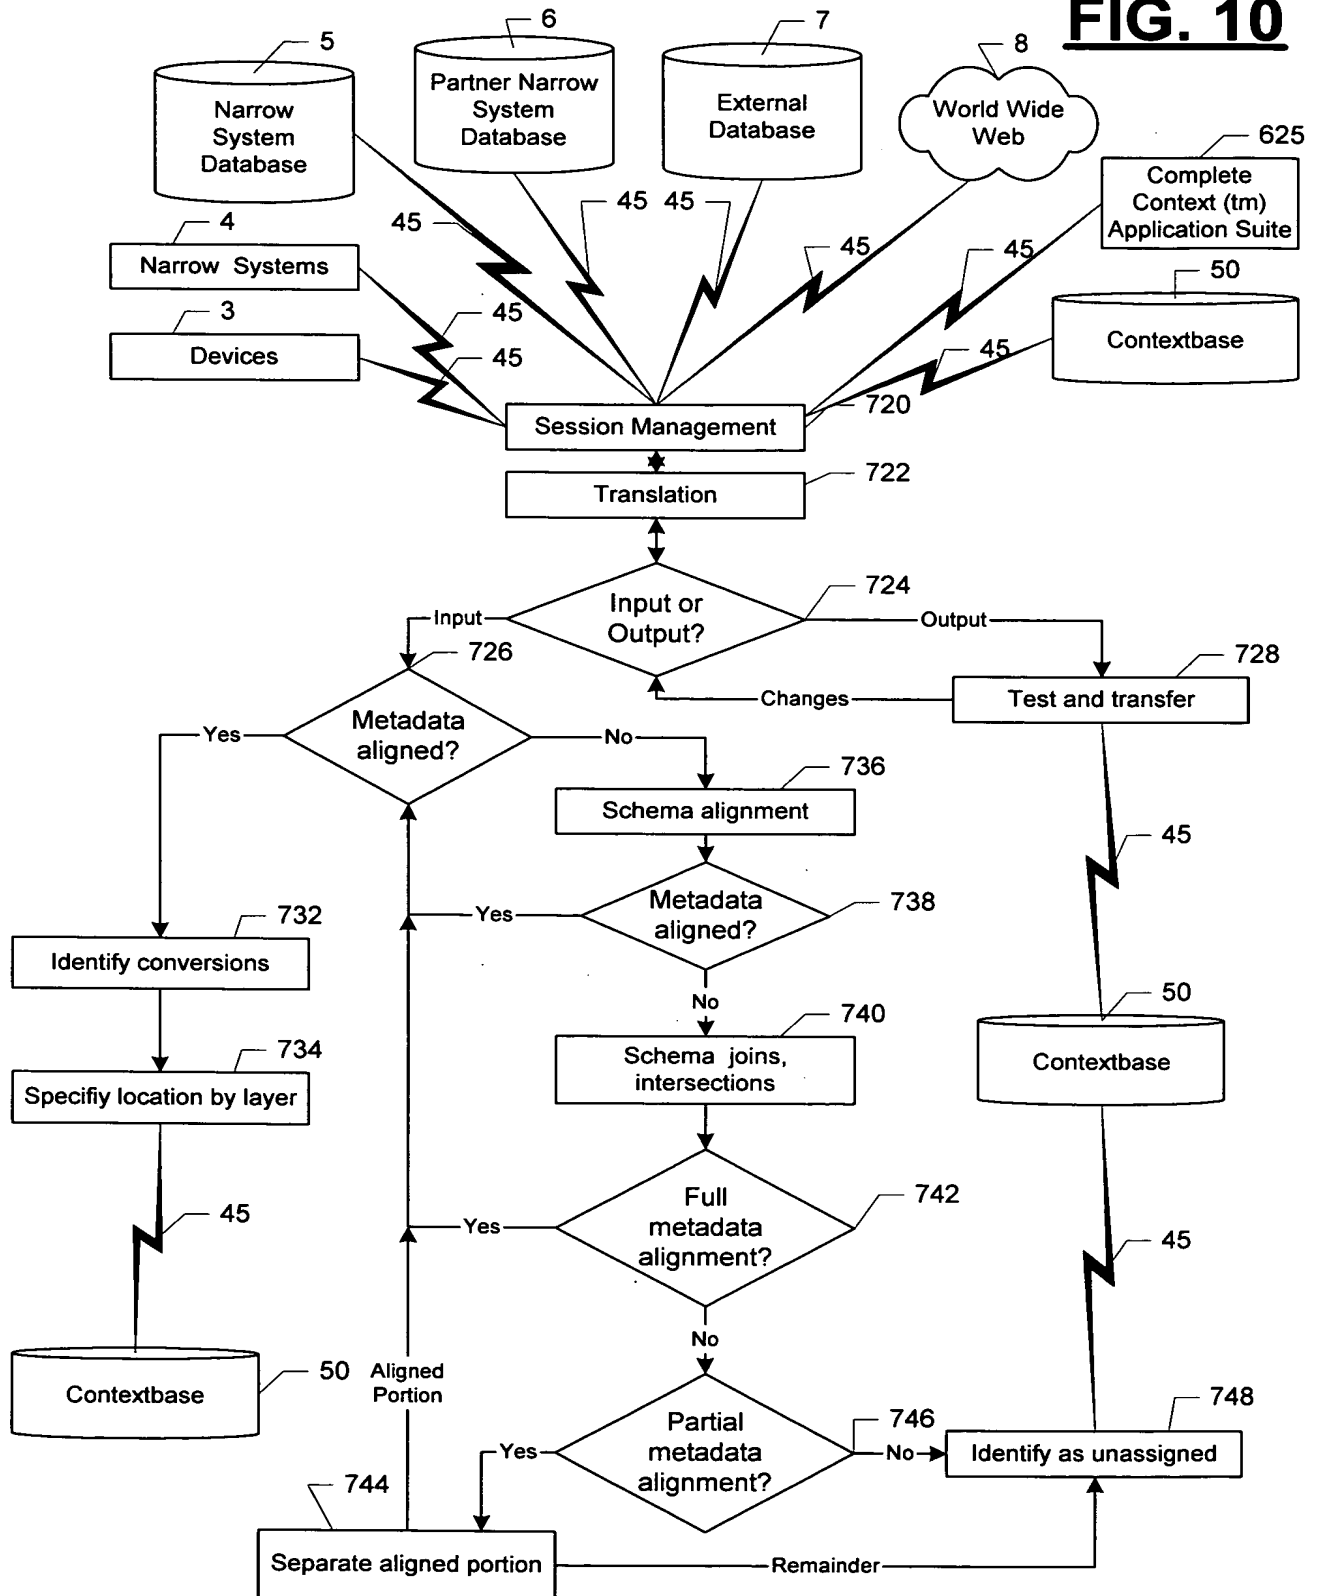 FIG. 10
5
6
7
8
Narrow
System
Database
Partner Narrow
System
Database
External
Database
World Wide
Web
625
Complete
Context (tm)
Application Suite
45
45
45
45
45
4
Narrow Systems
50
Contextbase
3
Devices
45
45
45
720
Session Management
722
Translation
724
Input or
Output?
Input
Output
726
728
Test and transfer
Changes
Metadata
aligned?
Yes
No
736
Schema alignment
45
738
Metadata
aligned?
Yes
732
Identify conversions
No
50
740
Schema joins,
intersections
Contextbase
734
Specifiy location by layer
742
Full
metadata
alignment?
Yes
45
45
No
50
Contextbase
Aligned
Portion
748
746
Partial
metadata
alignment?
Yes
No
Identify as unassigned
744
Separate aligned portion
Remainder